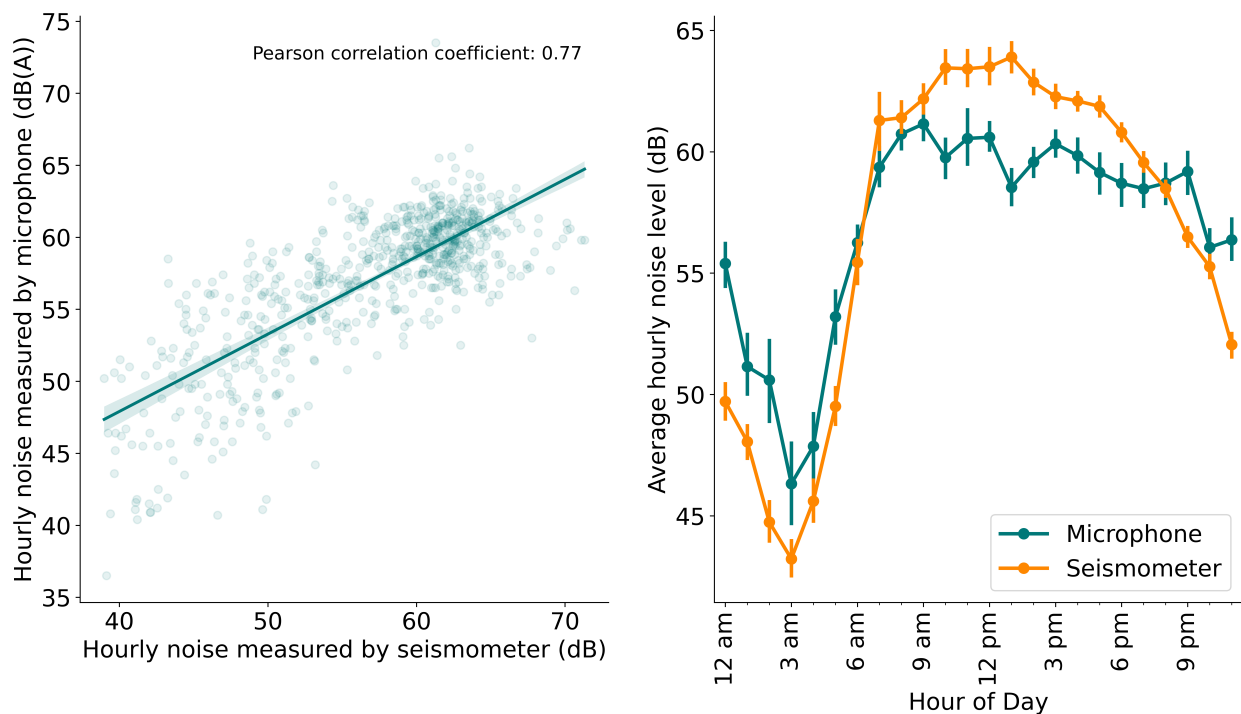 Hourly noise measured by microphone (dB(A))
75
70
65
60
55
50
45
40
35
Pearson correlation coefficient: 0.77
40 50 60 70
Hourly noise measured by seismometer (dB)
Average hourly noise level (dB)
65
60
55
50
45
Microphone
Seismometer
12 am 3 am 6 am 9 am 12 pm 3 pm 6 pm 9 pm
Hour of Day